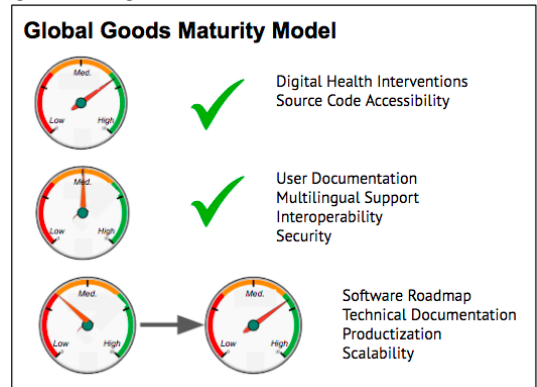 Global Goods Maturity Model
Med.
Low
High
Digital Health Interventions
Source Code Accessibility
Med.
Low
High
User Documentation
Multilingual Support
Interoperability
Security
Med.
Low
High
Med.
Low
High
Software Roadmap
Technical Documentation
Productization
Scalability